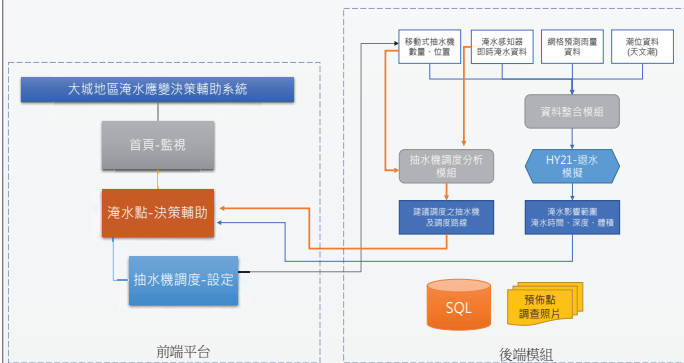 大城地區淹水應變決策輔助系統
首頁-監視
淹水點-決策輔助
抽水機調度-設定
前端平台
移動式抽水機
數量、位置
淹水感知器
即時淹水資料
網格預測雨量
資料
潮位資料
(天文潮)
資料整合模組
抽水機調度分析
模組
HY21-退水
模擬
建議調度之抽水機
及調度路線
淹水影響範圍
淹水時間、深度、體積
SQL
預佈點
調查照片
後端模組